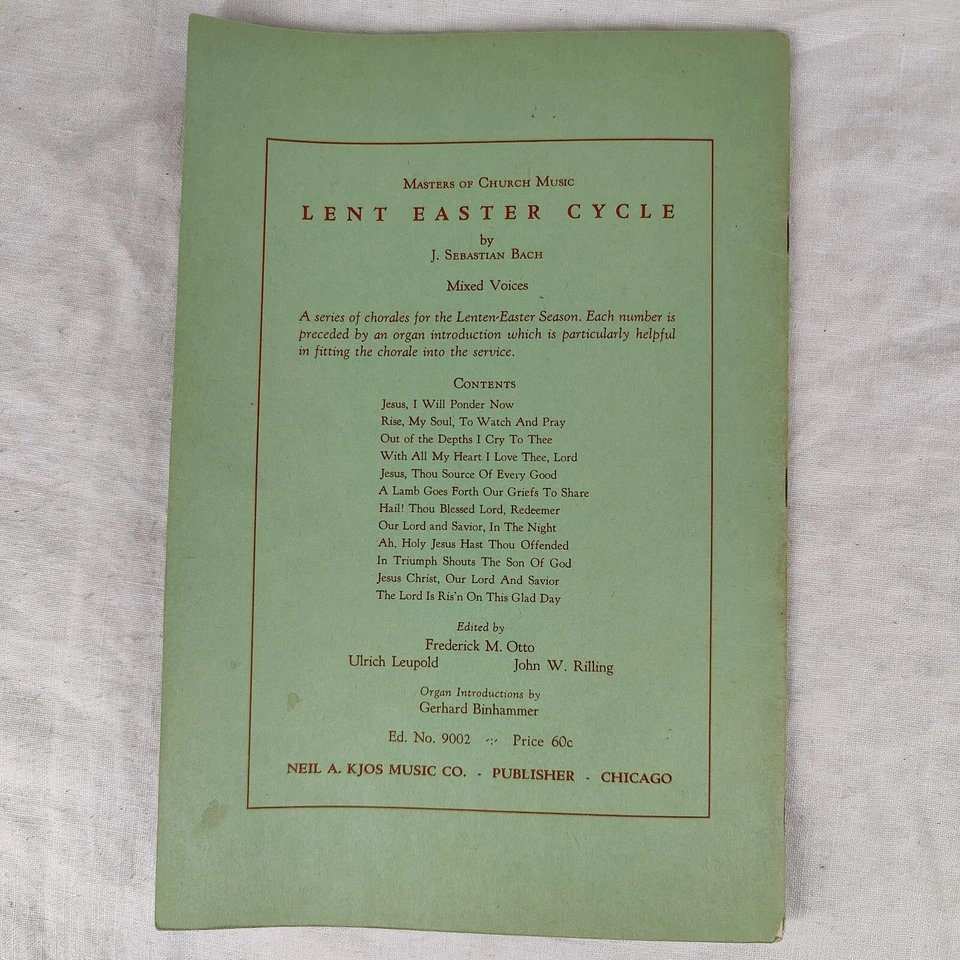 Masters of Church Music
LENT EASTER CYCLE
by
J. Sebastian Bach
Mixed Voices
A series of chorales for the Lenten-Easter Season. Each number is
preceded by an organ introduction which is particularly helpful
in fitting the chorale into the service.
Contents
Jesus, I Will Ponder Now
Rise, My Soul, To Watch And Pray
Out of the Depths I Cry To Thee
With All My Heart I Love Thee, Lord
Jesus, Thou Source Of Every Good
A Lamb Goes Forth Our Griefs To Share
Hail! Thou Blessed Lord, Redeemer
Our Lord and Savior, In The Night
Ah, Holy Jesus Hast Thou Offended
In Triumph Shouts The Son Of God
Jesus Christ, Our Lord And Savior
The Lord Is Ris'n On This Glad Day
Edited by
Frederick M. Otto
Ulrich Leupold John W. Rilling
Organ Introductions by
Gerhard Binhammer
Ed. No. 9002 -:- Price 60c
NEIL A. KJOS MUSIC CO. - PUBLISHER - CHICAGO